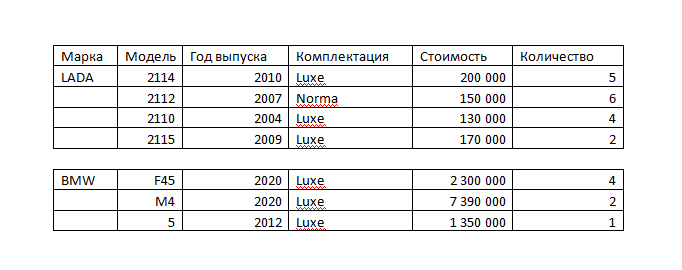 Марка Модель Год выпуска Комплектация Стоимость Количество
LADA 2114 2010 Luxe 200 000 5
2112 2007 Norma 150 000 6
2110 2004 Luxe 130 000 4
2115 2009 Luxe 170 000 2
BMW F45 2020 Luxe 2 300 000 4
M4 2020 Luxe 7 390 000 2
5 2012 Luxe 1 350 000 1